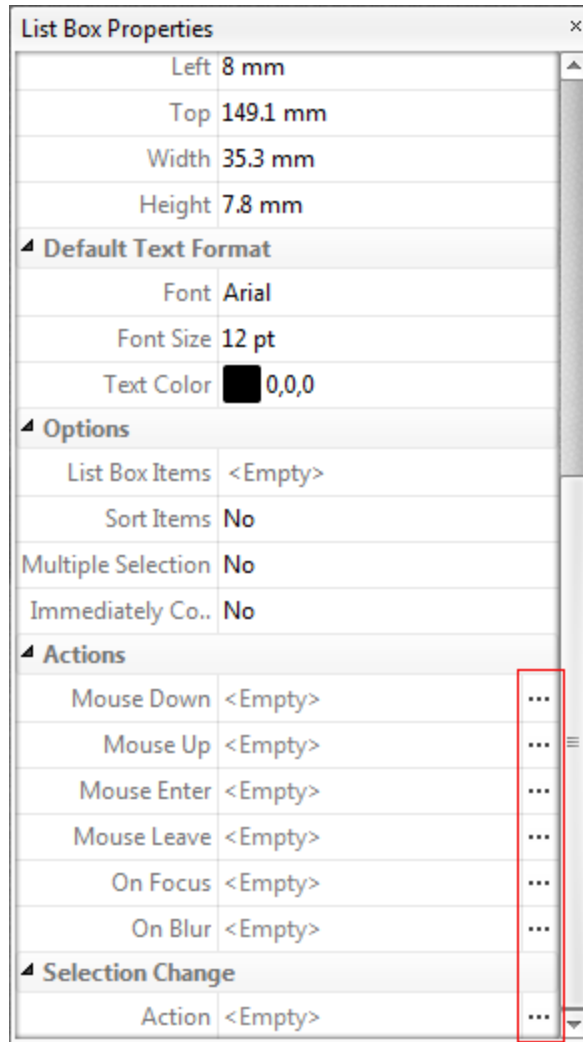 List Box Properties ×
Left 8 mm
Top 149.1 mm
Width 35.3 mm
Height 7.8 mm
Default Text Format
Font Arial
Font Size 12 pt
Text Color 0,0,0
Options
List Box Items <Empty>
Sort Items No
Multiple Selection No
Immediately Co.. No
Actions
Mouse Down <Empty> ...
Mouse Up <Empty> ...
Mouse Enter <Empty> ...
Mouse Leave <Empty> ...
On Focus <Empty> ...
On Blur <Empty> ...
Selection Change
Action <Empty> ...